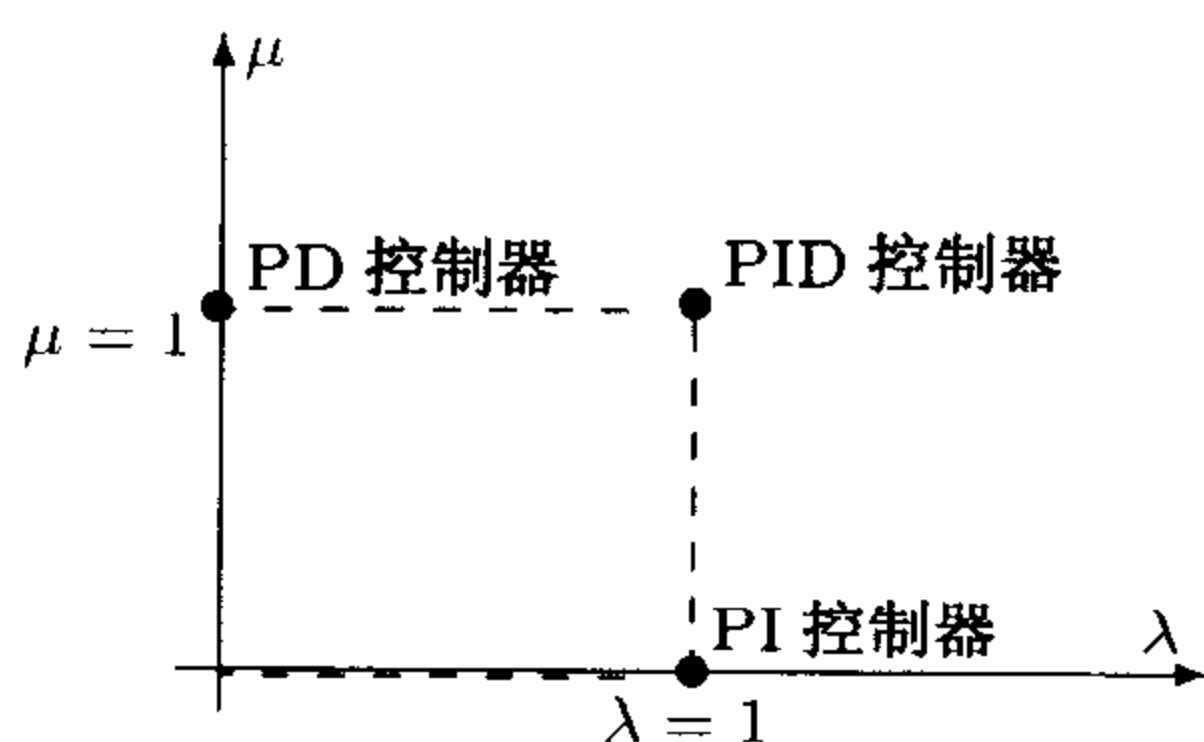 μ
PD 控制器
PID 控制器
μ = 1
PI 控制器
λ
λ = 1